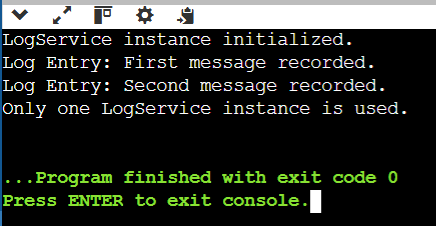 LogService instance initialized.
Log Entry: First message recorded.
Log Entry: Second message recorded.
Only one LogService instance is used.
...Program finished with exit code 0
Press ENTER to exit console.